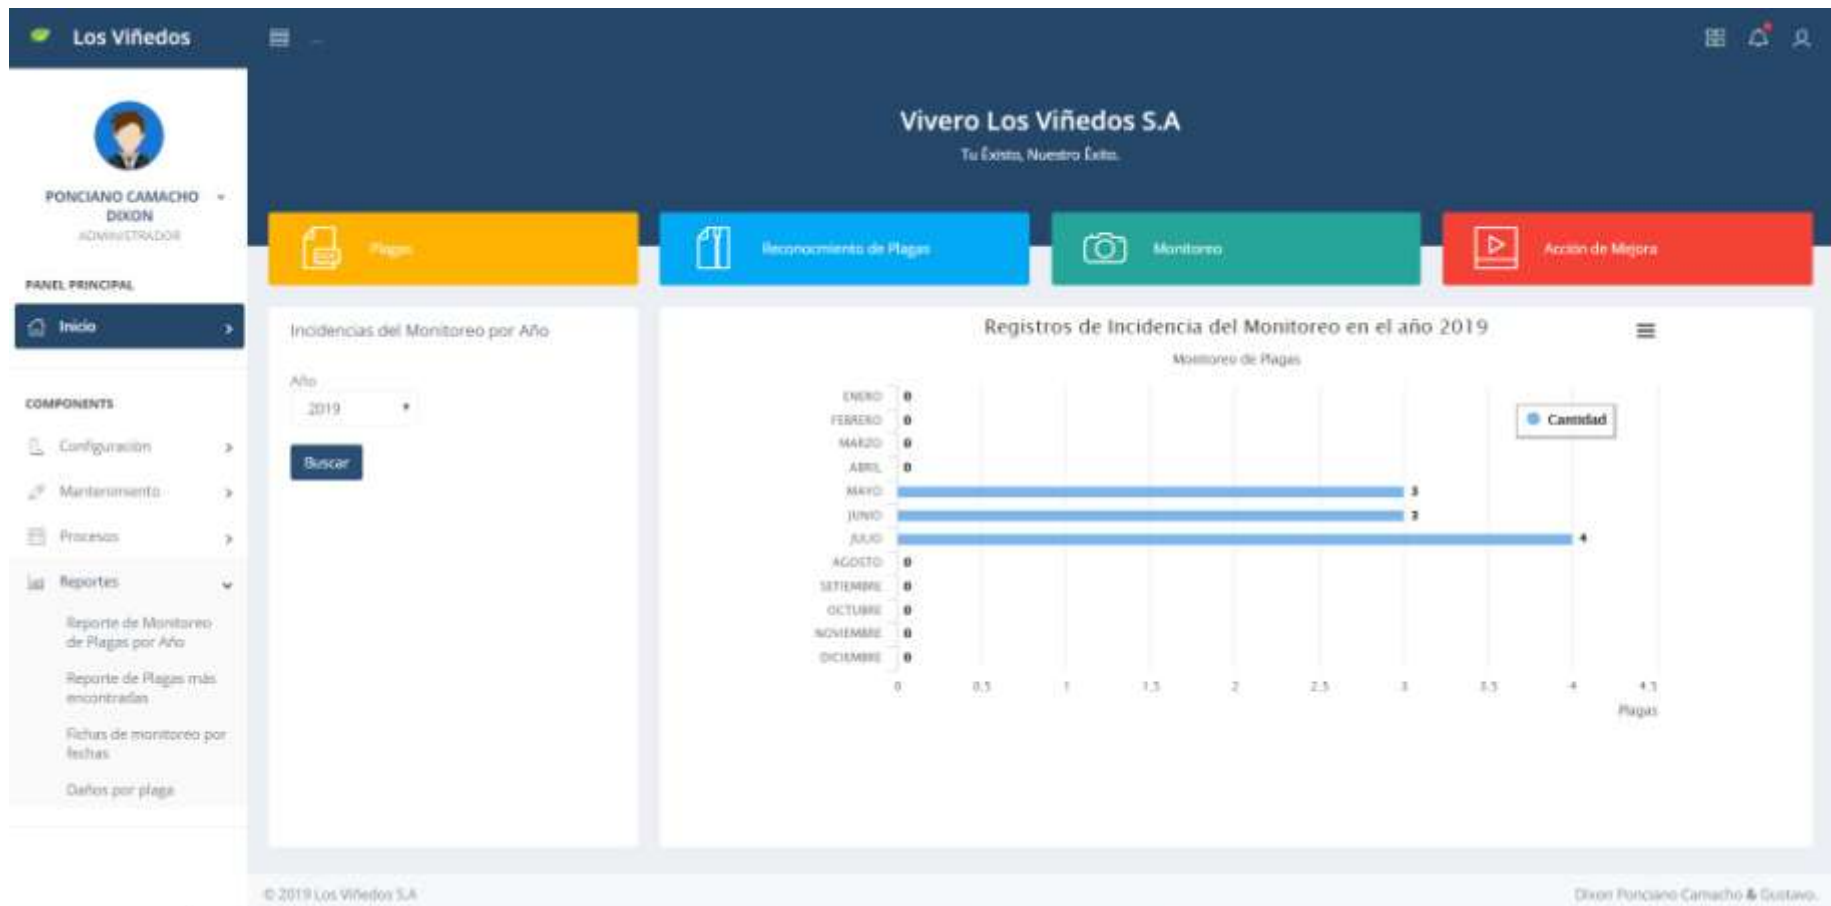 Los Viñedos
Vivero Los Viñedos S.A
Tu Éxisto, Nuestro Éxito.
PONCIANO CAMACHO
DIXON
ADMINISTRADOR
Plagas
Reconocmiento de Plagas
Monitoreo
Acción de Mejora
PANEL PRINCIPAL
Inicio
COMPONENTS
Configuración
Mantenimiento
Procesos
Reportes
Reporte de Monitoreo
de Plagas por Año
Reporte de Plagas más
encontradas
Fichas de monitoreo por
fechas
Daños por plaga
Incidencias del Monitoreo por Año
Año
2019
Buscar
Registros de Incidencia del Monitoreo en el año 2019
Monitoreo de Plagas
Cantidad
ENERO 0
FEBRERO 0
MARZO 0
ABRIL 0
MAYO 3
JUNIO 3
JULIO 4
AGOSTO 0
SETIEMBRE 0
OCTUBRE 0
NOVIEMBRE 0
DICIEMBRE 0
0 0.5 1 1.5 2 2.5 3 3.5 4 4.5
Plagas
© 2019 Los Viñedos S.A
Dixon Ponciano Camacho & Gustavo.